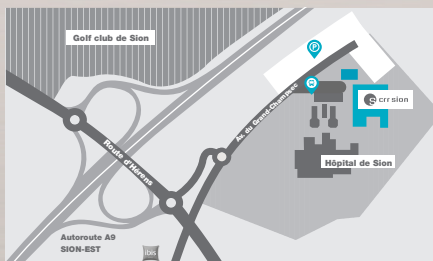 Golf club de Sion
P
crr sion
Av. du Grand-Champsec
Route d'Hérens
Hôpital de Sion
Autoroute A9
SION-EST
ibis